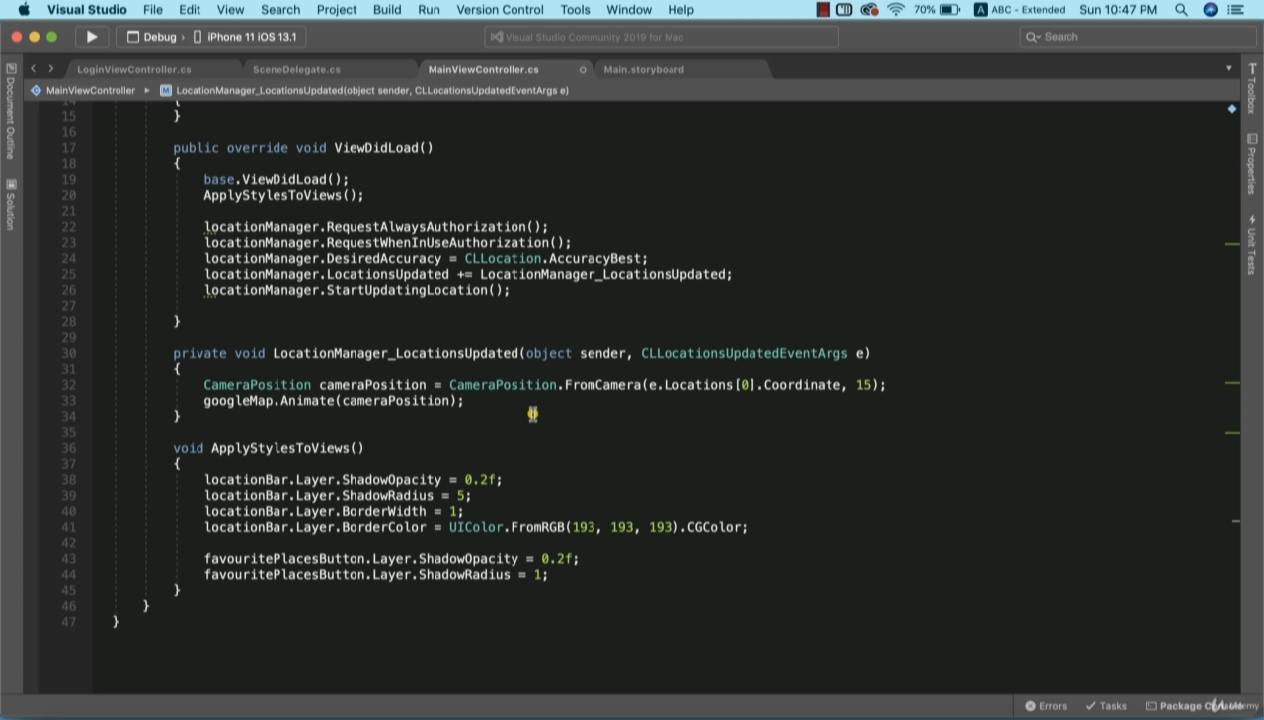 Visual Studio File Edit View Search Project Build Run Version Control Tools Window Help 70% A ABC - Extended Sun 10:47 PM
Debug › iPhone 11 iOS 13.1 Visual Studio Community 2019 for Mac Search
LoginViewController.cs SceneDelegate.cs MainViewController.cs Main.storyboard
MainViewController ▸ M LocationManager_LocationsUpdated(object sender, CLLocationsUpdatedEventArgs e)
Document Outline
Solution
Toolbox
Properties
Unit Tests
14 {
15 }
16
17 public override void ViewDidLoad()
18 {
19 base.ViewDidLoad();
20 ApplyStylesToViews();
21
22 locationManager.RequestAlwaysAuthorization();
23 locationManager.RequestWhenInUseAuthorization();
24 locationManager.DesiredAccuracy = CLLocation.AccuracyBest;
25 locationManager.LocationsUpdated += LocationManager_LocationsUpdated;
26 locationManager.StartUpdatingLocation();
27
28 }
29
30 private void LocationManager_LocationsUpdated(object sender, CLLocationsUpdatedEventArgs e)
31 {
32 CameraPosition cameraPosition = CameraPosition.FromCamera(e.Locations[0].Coordinate, 15);
33 googleMap.Animate(cameraPosition);
34 }
35
36 void ApplyStylesToViews()
37 {
38 locationBar.Layer.ShadowOpacity = 0.2f;
39 locationBar.Layer.ShadowRadius = 5;
40 locationBar.Layer.BorderWidth = 1;
41 locationBar.Layer.BorderColor = UIColor.FromRGB(193, 193, 193).CGColor;
42
43 favouritePlacesButton.Layer.ShadowOpacity = 0.2f;
44 favouritePlacesButton.Layer.ShadowRadius = 1;
45 }
46 }
47 }
Errors Tasks Package